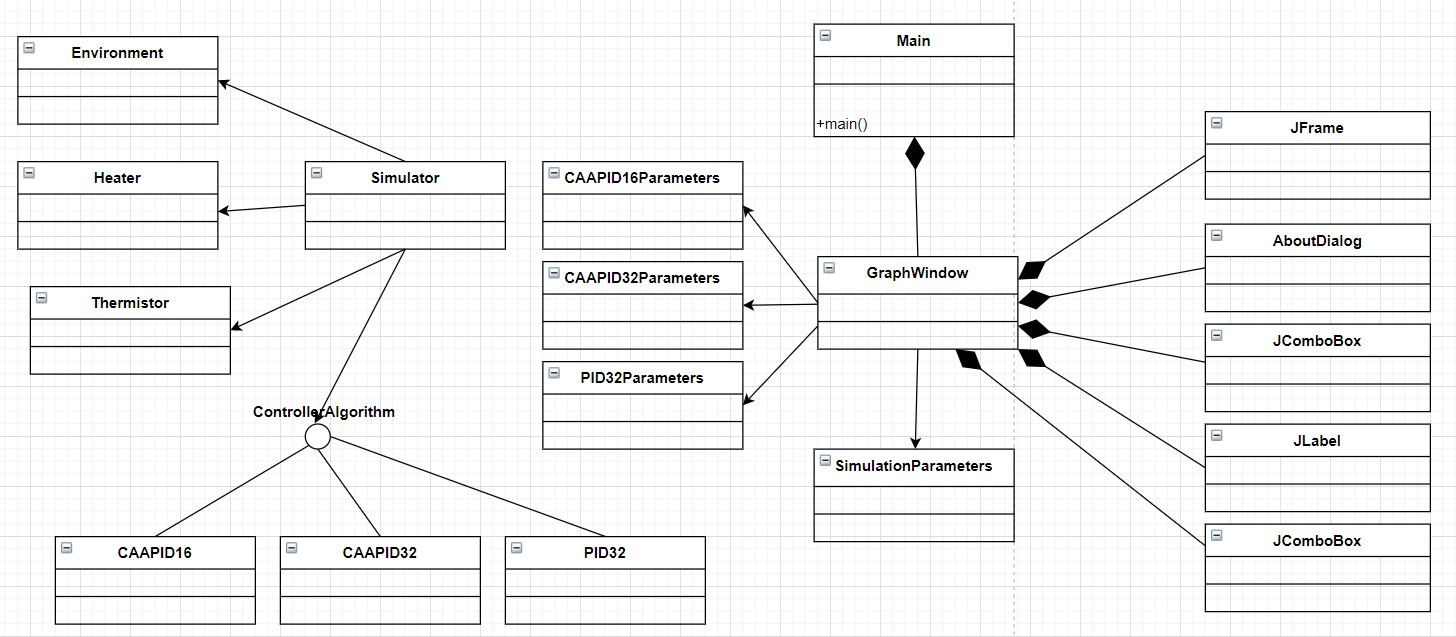 Main
Environment
+main()
JFrame
Heater
Simulator
CAAPID16Parameters
AboutDialog
GraphWindow
CAAPID32Parameters
Thermistor
JComboBox
PID32Parameters
ControllerAlgorithm
JLabel
SimulationParameters
CAAPID16
CAAPID32
PID32
JComboBox